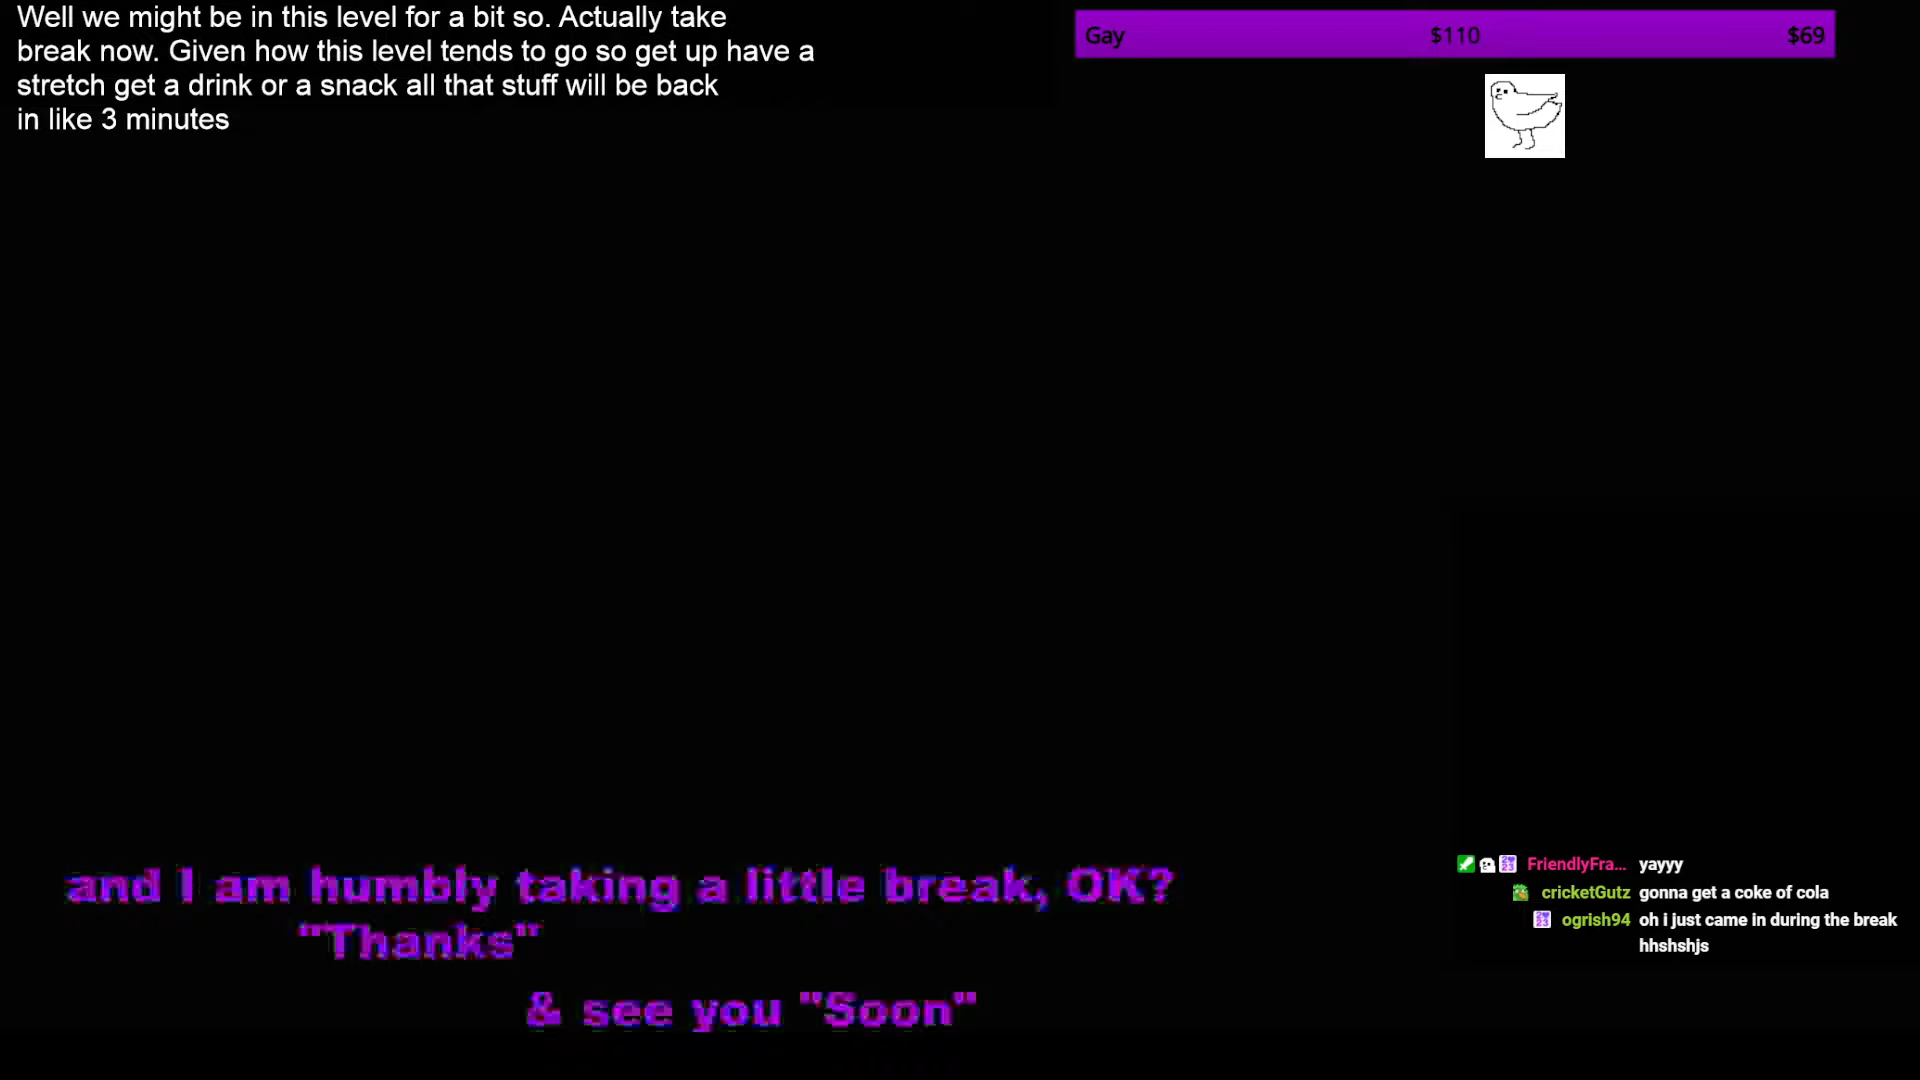 Well we might be in this level for a bit so. Actually take
break now. Given how this level tends to go so get up have a
stretch get a drink or a snack all that stuff will be back
in like 3 minutes
Gay $110 $69
and I am humbly taking a little break, OK?
"Thanks"
& see you "Soon"
FriendlyFra... yayyy
cricketGutz gonna get a coke of cola
ogrish94 oh i just came in during the break
hhshshjs